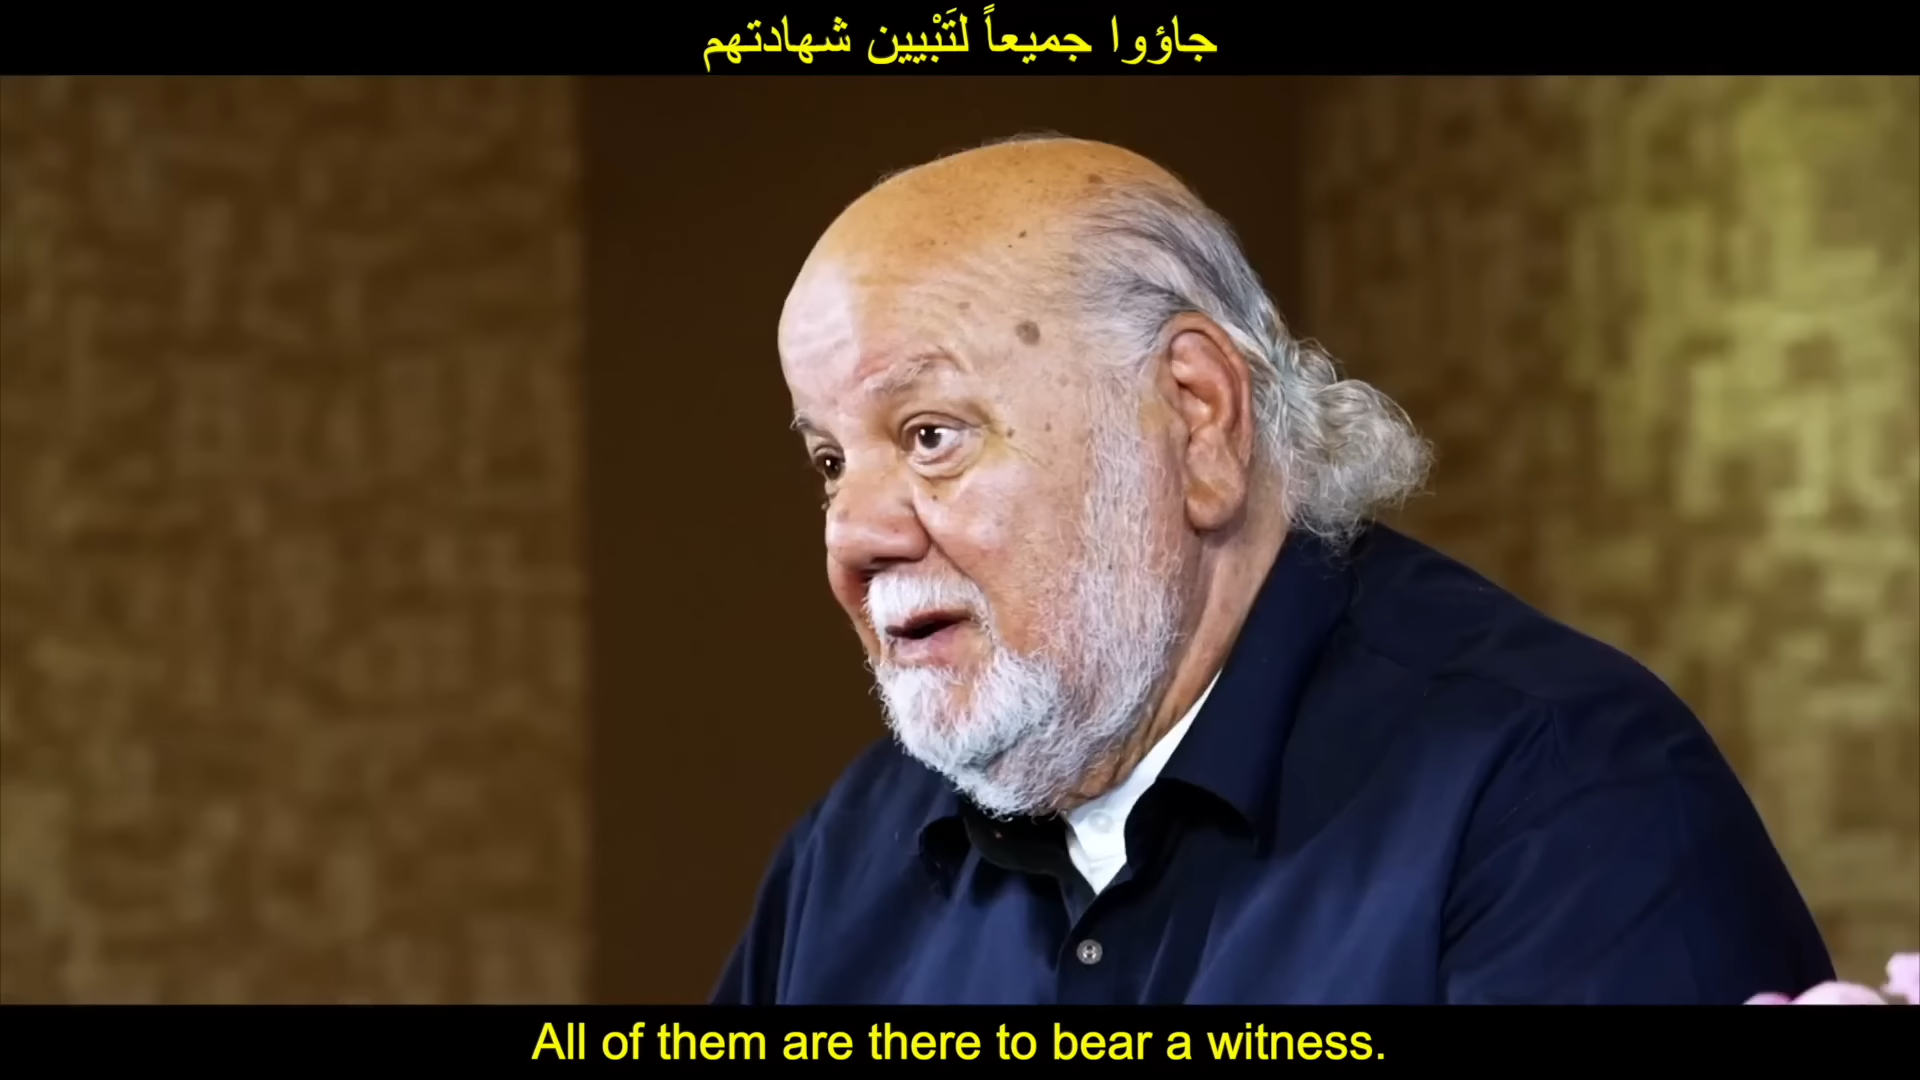 جاؤوا جميعاً لتَبْيين شهادتهم
All of them are there to bear a witness.